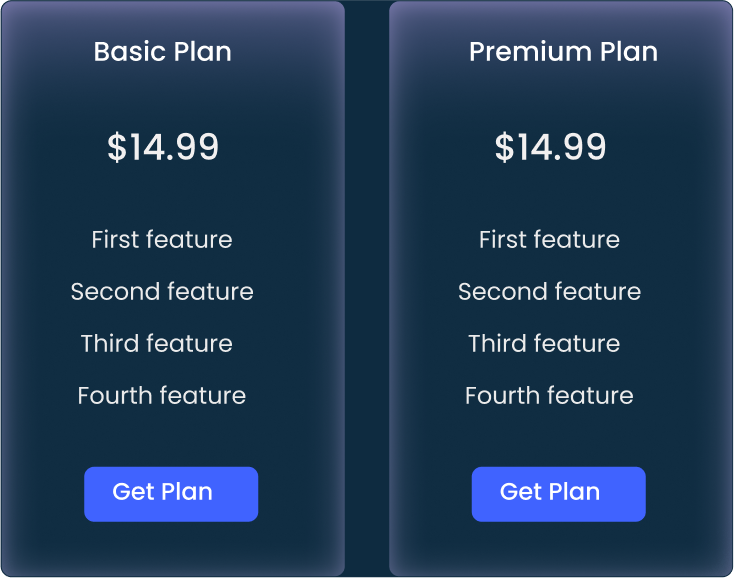 Basic Plan
$14.99
First feature
Second feature
Third feature
Fourth feature
Get Plan
Premium Plan
$14.99
First feature
Second feature
Third feature
Fourth feature
Get Plan